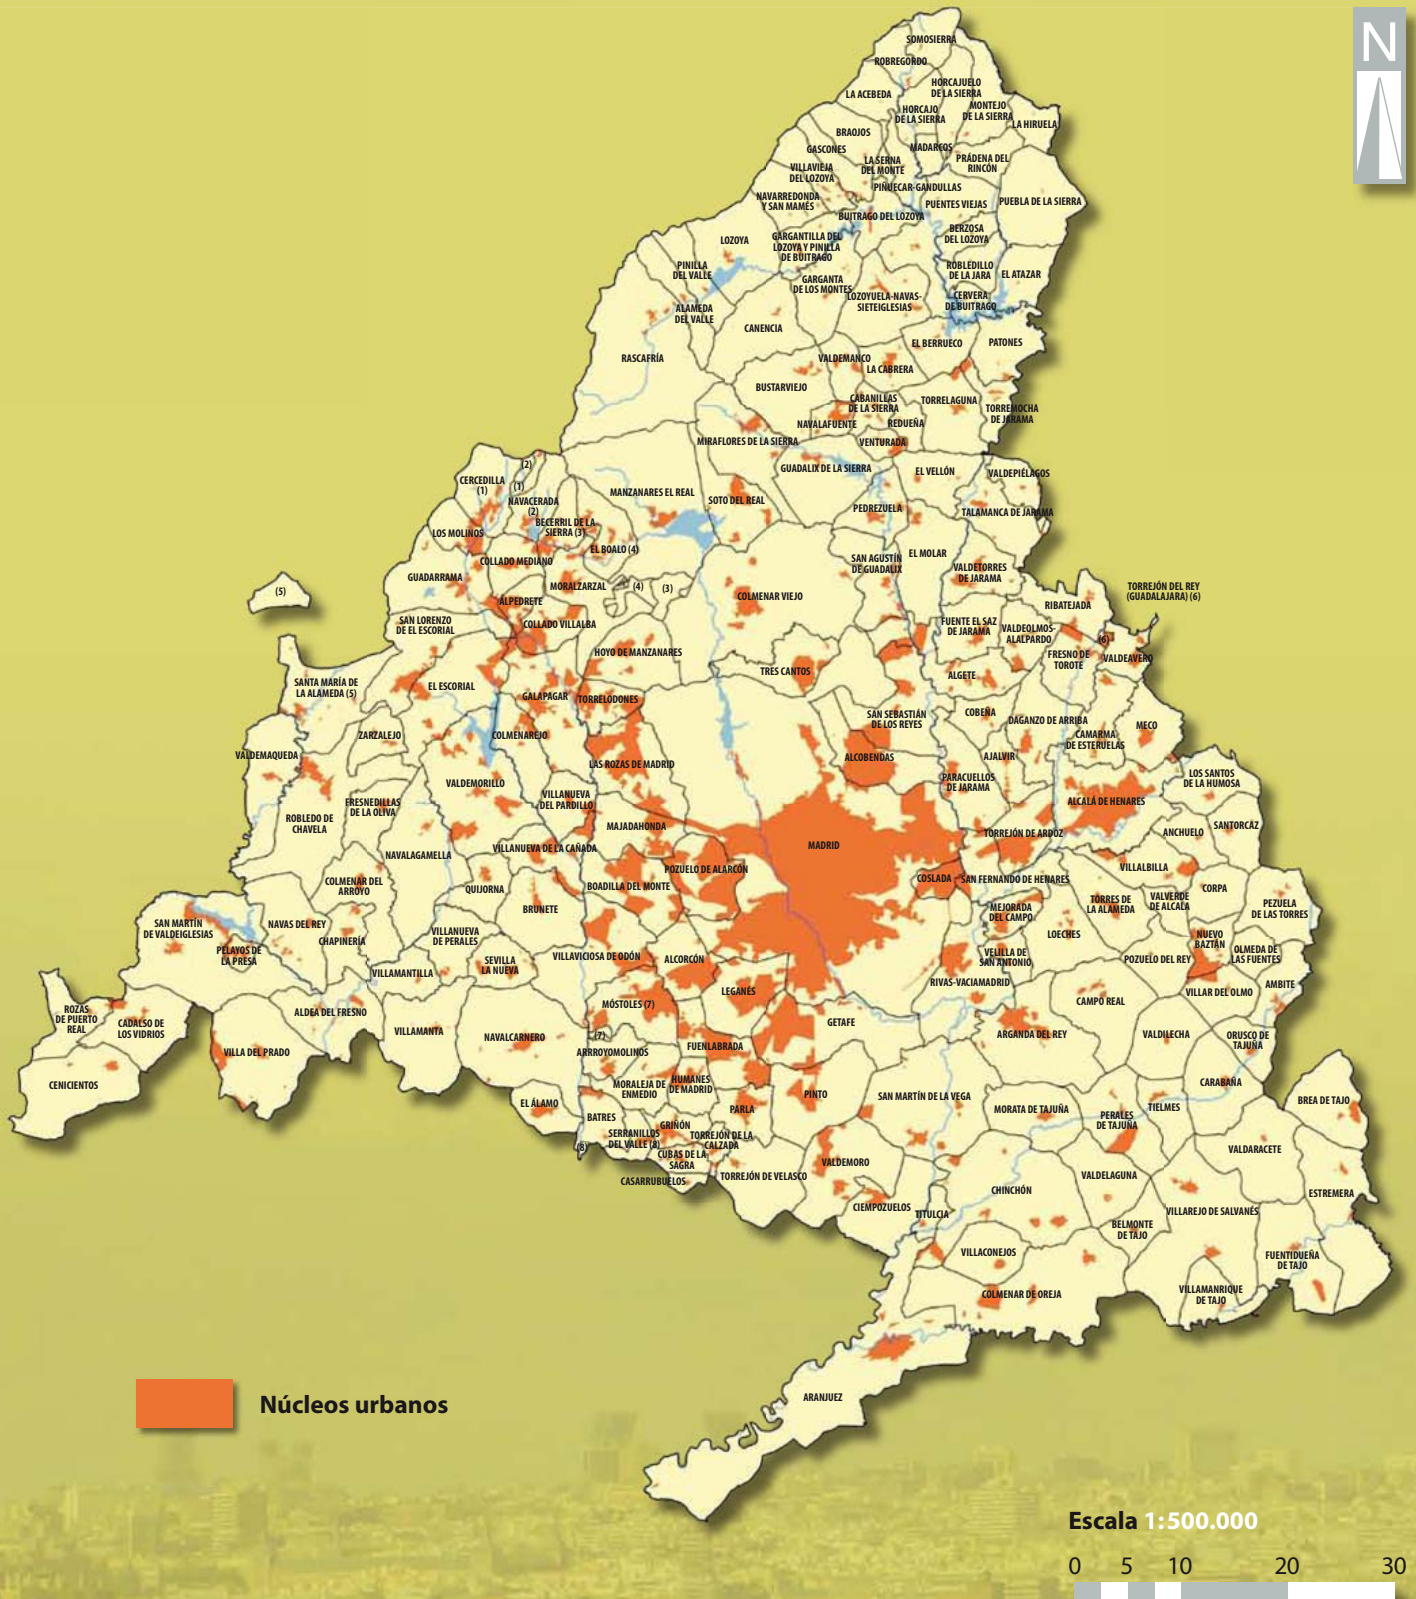 N
SOMOSIERRA
ROBREGORDO
HORCAJUELO
DE LA SIERRA
LA ACEBEDA
HORCAJO
DE LA SIERRA
MONTEJO
DE LA SIERRA
LA HIRUELA
BRAOJOS
GASCONES
MADARCOS
LA SERNA
DEL MONTE
PRÁDENA DEL
RINCÓN
VILLAVIEJA
DEL LOZOYA
PIÑUECAR-GANDULLAS
NAVARREDONDA
Y SAN MAMÉS
PUENTES VIEJAS
PUEBLA DE LA SIERRA
BUITRAGO DEL LOZOYA
BERZOSA
DEL LOZOYA
LOZOYA
GARGANTILLA DEL
LOZOYA Y PINILLA
DE BUITRAGO
PINILLA
DEL VALLE
ROBLEDILLO
DE LA JARA
EL ATAZAR
GARGANTA
DE LOS MONTES
LOZOYUELA-NAVAS-
SIETEIGLESIAS
CERVERA
DE BUITRAGO
ALAMEDA
DEL VALLE
CANENCIA
EL BERRUECO
PATONES
RASCAFRÍA
VALDEMANCO
LA CABRERA
BUSTARVIEJO
CABANILLAS
DE LA SIERRA
TORRELAGUNA
TORREMOCHA
DE JARAMA
NAVALAFUENTE
REDUEÑA
MIRAFLORES DE LA SIERRA
VENTURADA
(2)
GUADALIX DE LA SIERRA
EL VELLÓN
VALDEPIÉLAGOS
CERCEDILLA
(1)
(1)
NAVACERADA
(2)
MANZANARES EL REAL
SOTO DEL REAL
PEDREZUELA
TALAMANCA DE JARAMA
LOS MOLINOS
BECERRIL DE LA
SIERRA (3)
EL BOALO (4)
COLLADO MEDIANO
SAN AGUSTÍN
DE GUADALIX
EL MOLAR
VALDETORRES
DE JARAMA
GUADARRAMA
MORALZARZAL
(4)
(3)
(5)
COLMENAR VIEJO
TORREJÓN DEL REY
(GUADALAJARA) (6)
ALPEDRETE
RIBATEJADA
SAN LORENZO
DE EL ESCORIAL
COLLADO VILLALBA
FUENTE EL SAZ
DE JARAMA
VALDEOLMOS-
ALALPARDO
(6)
HOYO DE MANZANARES
FRESNO DE
TOROTE
VALDEAVERO
SANTA MARÍA DE
LA ALAMEDA (5)
EL ESCORIAL
TRES CANTOS
ALGETE
GALAPAGAR
TORRELODONES
SAN SEBASTIÁN
DE LOS REYES
COBEÑA
DAGANZO DE ARRIBA
MECO
ZARZALEJO
COLMENAREJO
CAMARMA
DE ESTERUELAS
VALDEMAQUEDA
LAS ROZAS DE MADRID
ALCOBENDAS
AJALVIR
VALDEMORILLO
PARACUELLOS
DE JARAMA
LOS SANTOS
DE LA HUMOSA
FRESNEDILLAS
DE LA OLIVA
VILLANUEVA
DEL PARDILLO
ALCALÁ DE HENARES
ROBLEDO DE
CHAVELA
MAJADAHONDA
TORREJÓN DE ARDOZ
ANCHUELO
SANTORCAZ
NAVALAGAMELLA
VILLANUEVA DE LA CAÑADA
MADRID
POZUELO DE ALARCÓN
VILLALBILLA
COLMENAR DEL
ARROYO
QUIJORNA
BOADILLA DEL MONTE
COSLADA
SAN FERNANDO DE HENARES
CORPA
BRUNETE
MEJORADA
DEL CAMPO
TORRES DE
LA ALAMEDA
VALVERDE
DE ALCALÁ
PEZUELA
DE LAS TORRES
SAN MARTÍN
DE VALDEIGLESIAS
NAVAS DEL REY
CHAPINERÍA
VILLANUEVA
DE PERALES
LOECHES
NUEVO
BAZTÁN
OLMEDA DE
LAS FUENTES
PELAYOS DE
LA PRESA
SEVILLA
LA NUEVA
VILLAVICIOSA DE ODÓN
ALCORCÓN
VELILLA DE
SAN ANTONIO
POZUELO DEL REY
VILLAMANTILLA
RIVAS-VACIAMADRID
VILLAR DEL OLMO
AMBITE
ROZAS
DE PUERTO
REAL
CADALSO DE
LOS VIDRIOS
ALDEA DEL FRESNO
MÓSTOLES (7)
LEGANÉS
CAMPO REAL
VILLAMANTA
NAVALCARNERO
(7)
GETAFE
ARGANDA DEL REY
VALDILECHA
ORUSCO DE
TAJUÑA
VILLA DEL PRADO
ARRROYOMOLINOS
FUENLABRADA
CENICIENTOS
MORALEJA DE
ENMEDIO
HUMANES
DE MADRID
PINTO
SAN MARTÍN DE LA VEGA
CARABAÑA
EL ÁLAMO
BATRES
PARLA
MORATA DE TAJUÑA
PERALES
DE TAJUÑA
TIELMES
BREA DE TAJO
(8)
SERRANILLOS
DEL VALLE (8)
GRIÑÓN
TORREJÓN DE LA
CALZADA
CUBAS DE LA
SAGRA
VALDEMORO
VALDARACETE
CASARRUBUELOS
TORREJÓN DE VELASCO
VALDELAGUNA
CHINCHÓN
ESTREMERA
CIEMPOZUELOS
TITULCIA
VILLAREJO DE SALVANÉS
BELMONTE
DE TAJO
VILLACONEJOS
FUENTIDUEÑA
DE TAJO
COLMENAR DE OREJA
VILLAMANRIQUE
DE TAJO
ARANJUEZ
Núcleos urbanos
Escala 1:500.000
0 5 10 20 30